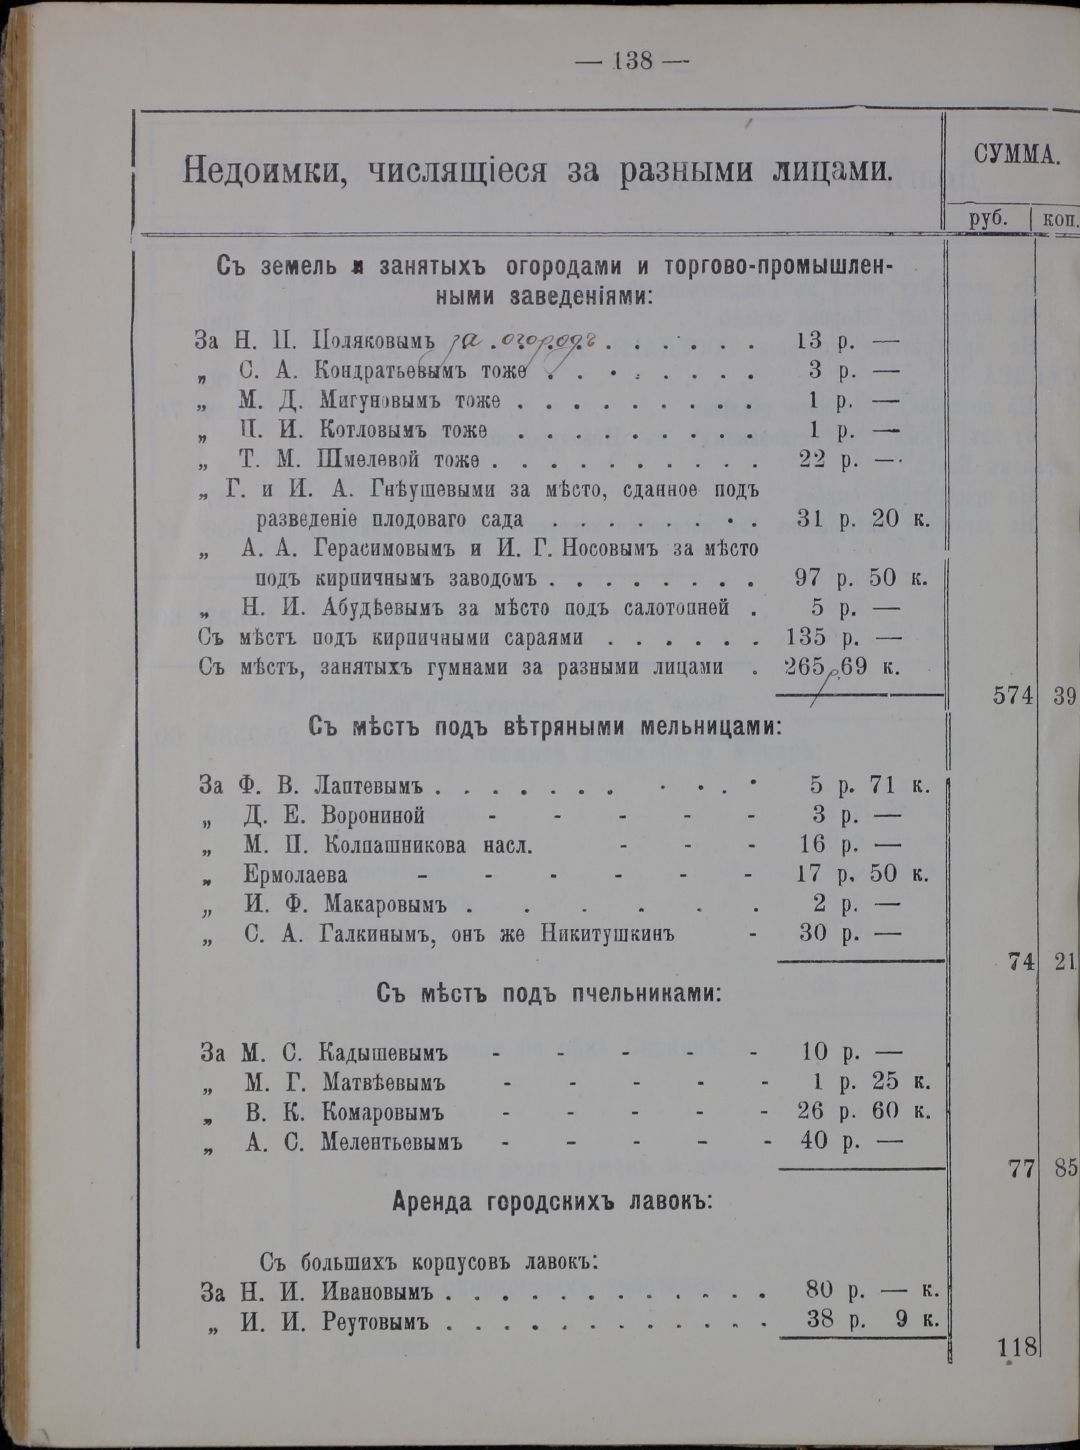 — 138 —
Недоимки, числящіеся за разными лицами.
СУММА.
руб. коп.
Съ земель и занятыхъ огородами и торгово-промышлен-
ными заведеніями:
За Н. П. Поляковымъ за огородъ . . . . . . 13 р. —
„ С. А. Кондратьевымъ тоже . . . . . . . . 3 р. —
„ М. Д. Мигуновымъ тоже . . . . . . . . . 1 р. —
„ П. И. Котловымъ тоже . . . . . . . . . 1 р. —
„ Т. М. Шмелевой тоже . . . . . . . . . . 22 р. —
„ Г. и И. А. Гнѣушевыми за мѣсто, сданное подъ
разведеніе плодоваго сада . . . . . . . . 31 р. 20 к.
„ А. А. Герасимовымъ и И. Г. Носовымъ за мѣсто
подъ кирпичнымъ заводомъ . . . . . . . . 97 р. 50 к.
„ Н. И. Абудѣевымъ за мѣсто подъ салотопней . 5 р. —
Съ мѣстъ подъ кирпичными сараями . . . . . . 135 р. —
Съ мѣстъ, занятыхъ гумнами за разными лицами . 265 р. 69 к.
574 39
Съ мѣстъ подъ вѣтряными мельницами:
За Ф. В. Лаптевымъ . . . . . . . . . . . 5 р. 71 к.
„ Д. Е. Ворониной - - - - - 3 р. —
„ М. П. Колпашникова насл. - - - 16 р. —
„ Ермолаева - - - - - - 17 р. 50 к.
„ И. Ф. Макаровымъ . . . . . . 2 р. —
„ С. А. Галкинымъ, онъ же Никитушкинъ - 30 р. —
74 21
Съ мѣстъ подъ пчельниками:
За М. С. Кадышевымъ - - - - - 10 р. —
„ М. Г. Матвѣевымъ - - - - - 1 р. 25 к.
„ В. К. Комаровымъ - - - - - 26 р. 60 к.
„ А. С. Мелентьевымъ - - - - - 40 р. —
77 85
Аренда городскихъ лавокъ:
Съ большихъ корпусовъ лавокъ:
За Н. И. Ивановымъ . . . . . . . . . . . . 80 р. — к.
„ И. И. Реутовымъ . . . . . . . . . . . . 38 р. 9 к.
118